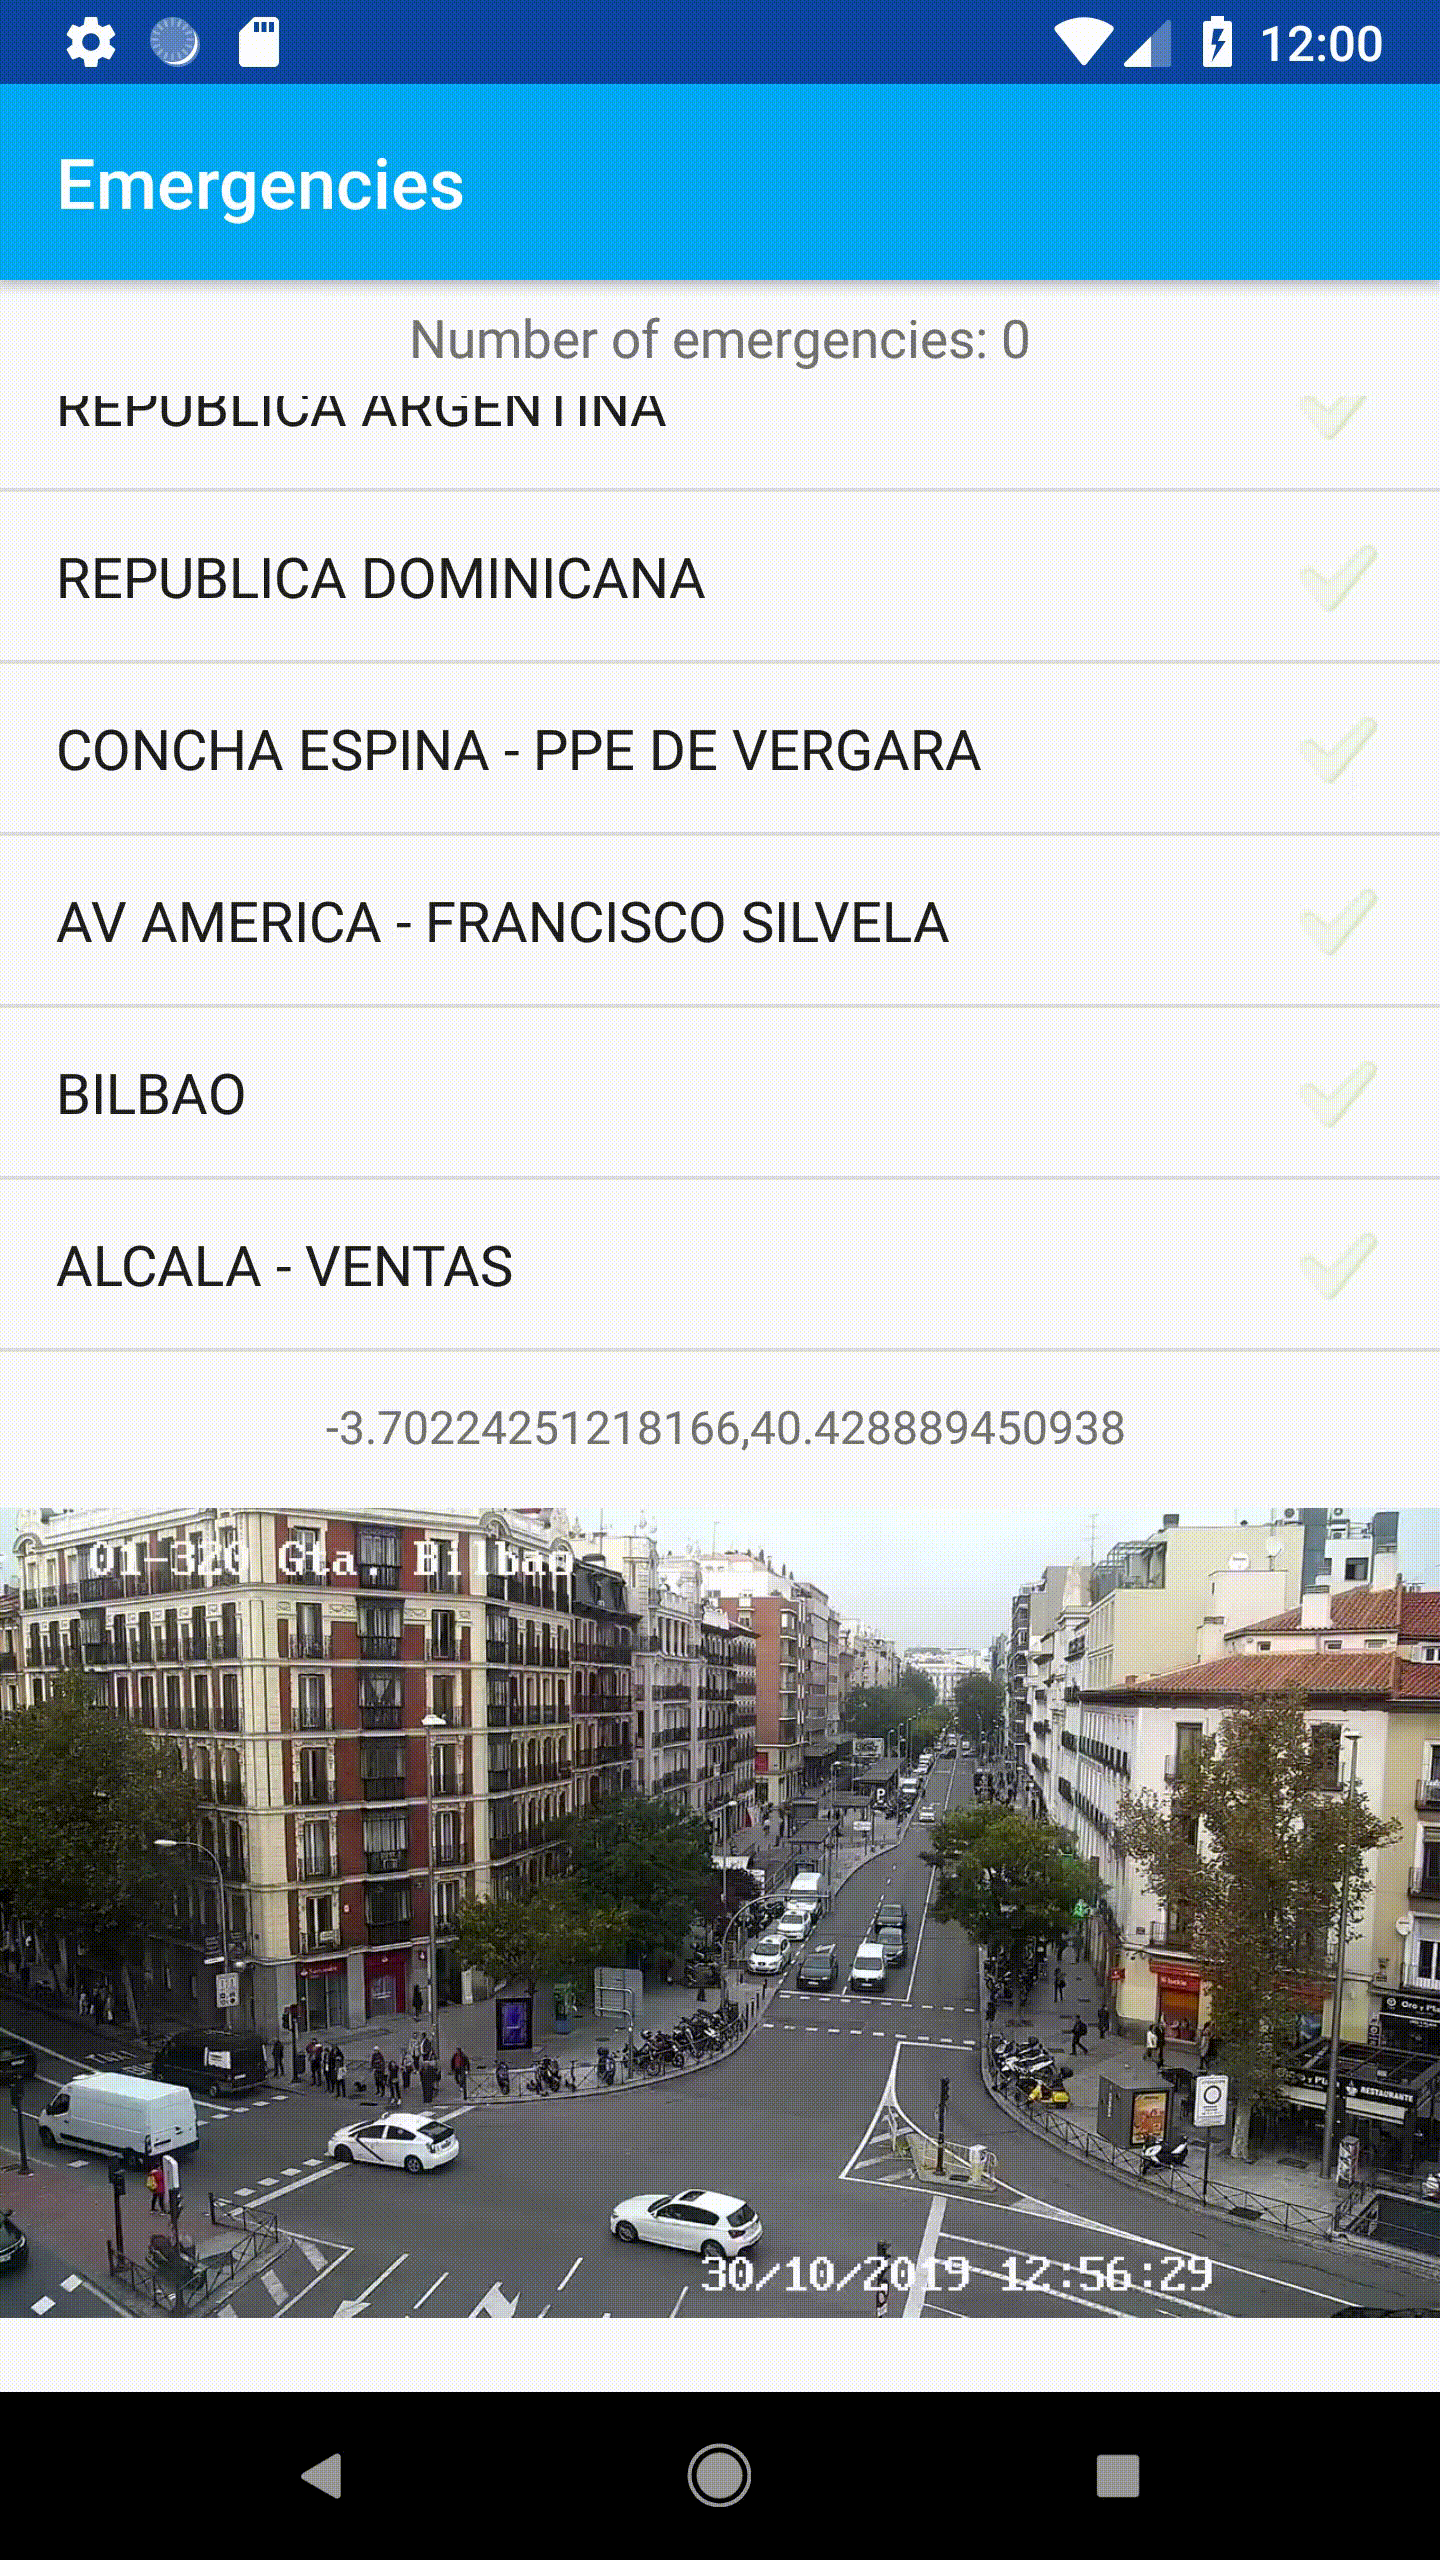 12:00
Emergencies
Number of emergencies: 0
REPUBLICA ARGENTINA
REPUBLICA DOMINICANA
CONCHA ESPINA - PPE DE VERGARA
AV AMERICA - FRANCISCO SILVELA
BILBAO
ALCALA - VENTAS
-3.70224251218166,40.428889450938
01-320 Gta. Bilbao
P
RESTAURANTE
30/10/2019 12:56:29